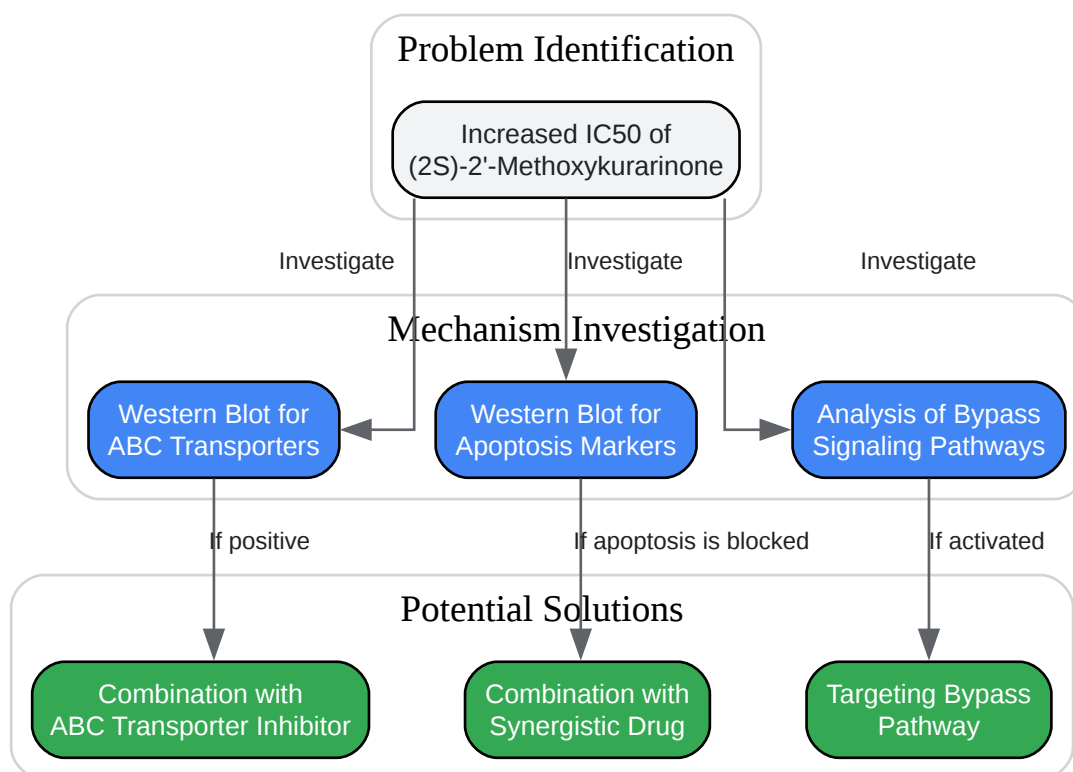 Problem Identification
Increased IC50 of
(2S)-2'-Methoxykurarinone
Investigate
Investigate
Investigate
Mechanism Investigation
Western Blot for
ABC Transporters
Western Blot for
Apoptosis Markers
Analysis of Bypass
Signaling Pathways
If positive
If apoptosis is blocked
If activated
Potential Solutions
Combination with
ABC Transporter Inhibitor
Combination with
Synergistic Drug
Targeting Bypass
Pathway